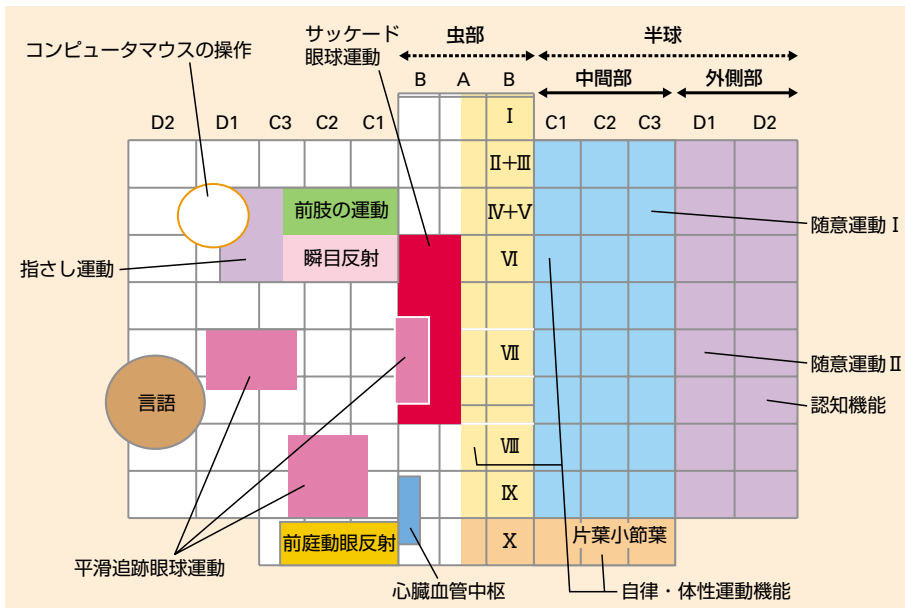 コンピュータマウスの操作
サッケード
眼球運動
虫部
半球
中間部
外側部
B A B
D2 D1 C3 C2 C1
C1 C2 C3 D1 D2
Ⅰ
Ⅱ+Ⅲ
前肢の運動
Ⅳ+Ⅴ
随意運動Ⅰ
指さし運動
瞬目反射
Ⅵ
Ⅶ
随意運動Ⅱ
言語
認知機能
Ⅷ
Ⅸ
前庭動眼反射
Ⅹ
片葉小節葉
平滑追跡眼球運動
心臓血管中枢
自律・体性運動機能